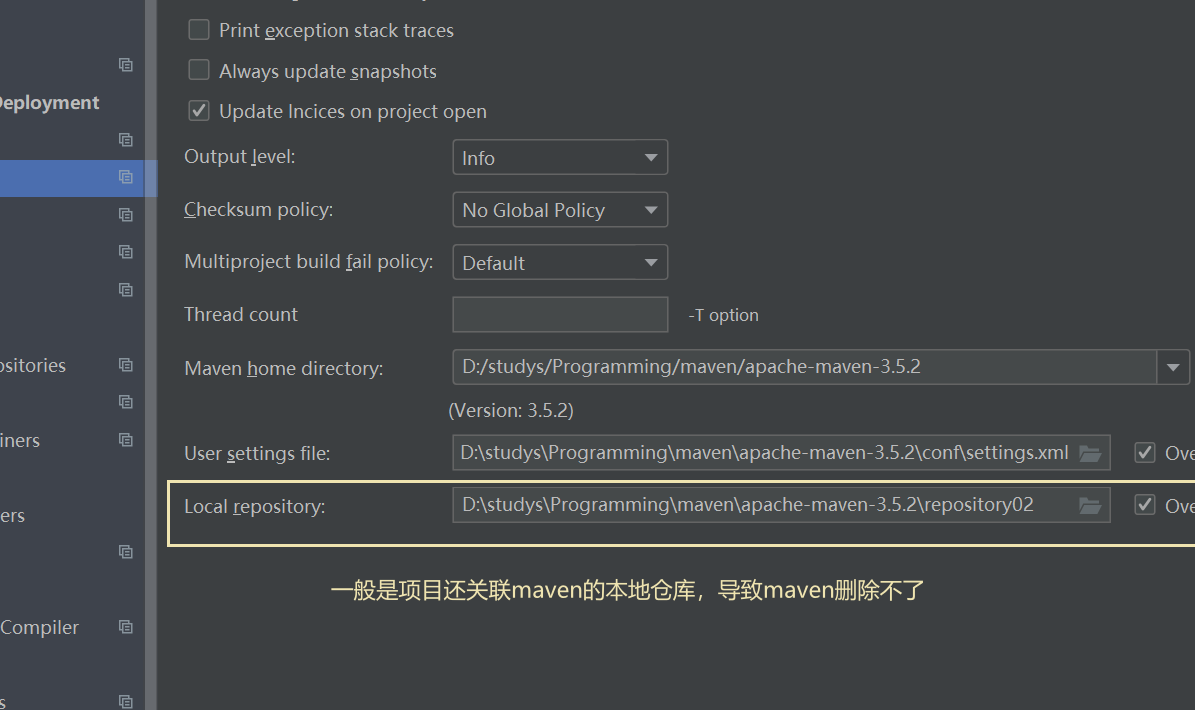 Print exception stack traces
Always update snapshots
Deployment
Update Incices on project open
Output level:
Info
Checksum policy:
No Global Policy
Multiproject build fail policy:
Default
Thread count
-T option
ositories
Maven home directory:
D:/studys/Programming/maven/apache-maven-3.5.2
(Version: 3.5.2)
iners
User settings file:
D:\studys\Programming\maven\apache-maven-3.5.2\conf\settings.xml
Ove
Local repository:
D:\studys\Programming\maven\apache-maven-3.5.2\repository02
Ove
ers
一般是项目还关联maven的本地仓库，导致maven删除不了
Compiler
s